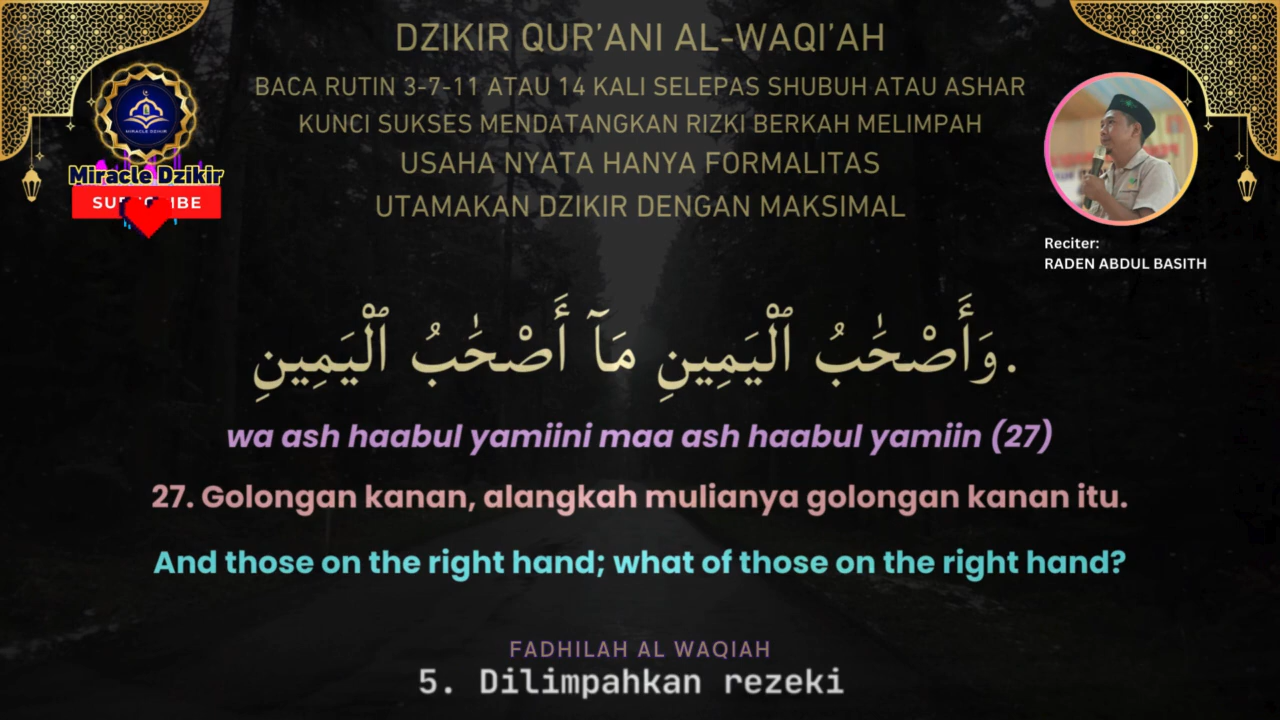 DZIKIR QUR'ANI AL-WAQI'AH
BACA RUTIN 3-7-11 ATAU 14 KALI SELEPAS SHUBUH ATAU ASHAR
KUNCI SUKSES MENDATANGKAN RIZKI BERKAH MELIMPAH
USAHA NYATA HANYA FORMALITAS
UTAMAKAN DZIKIR DENGAN MAKSIMAL
MIRACLE DZIKIR
Miracle Dzikir
Reciter:
RADEN ABDUL BASITH
وَأَصْحَٰبُ ٱلْيَمِينِ مَآ أَصْحَٰبُ ٱلْيَمِينِ.
wa ash haabul yamiini maa ash haabul yamiin (27)
27. Golongan kanan, alangkah mulianya golongan kanan itu.
And those on the right hand; what of those on the right hand?
FADHILAH AL WAQIAH
5. Dilimpahkan rezeki